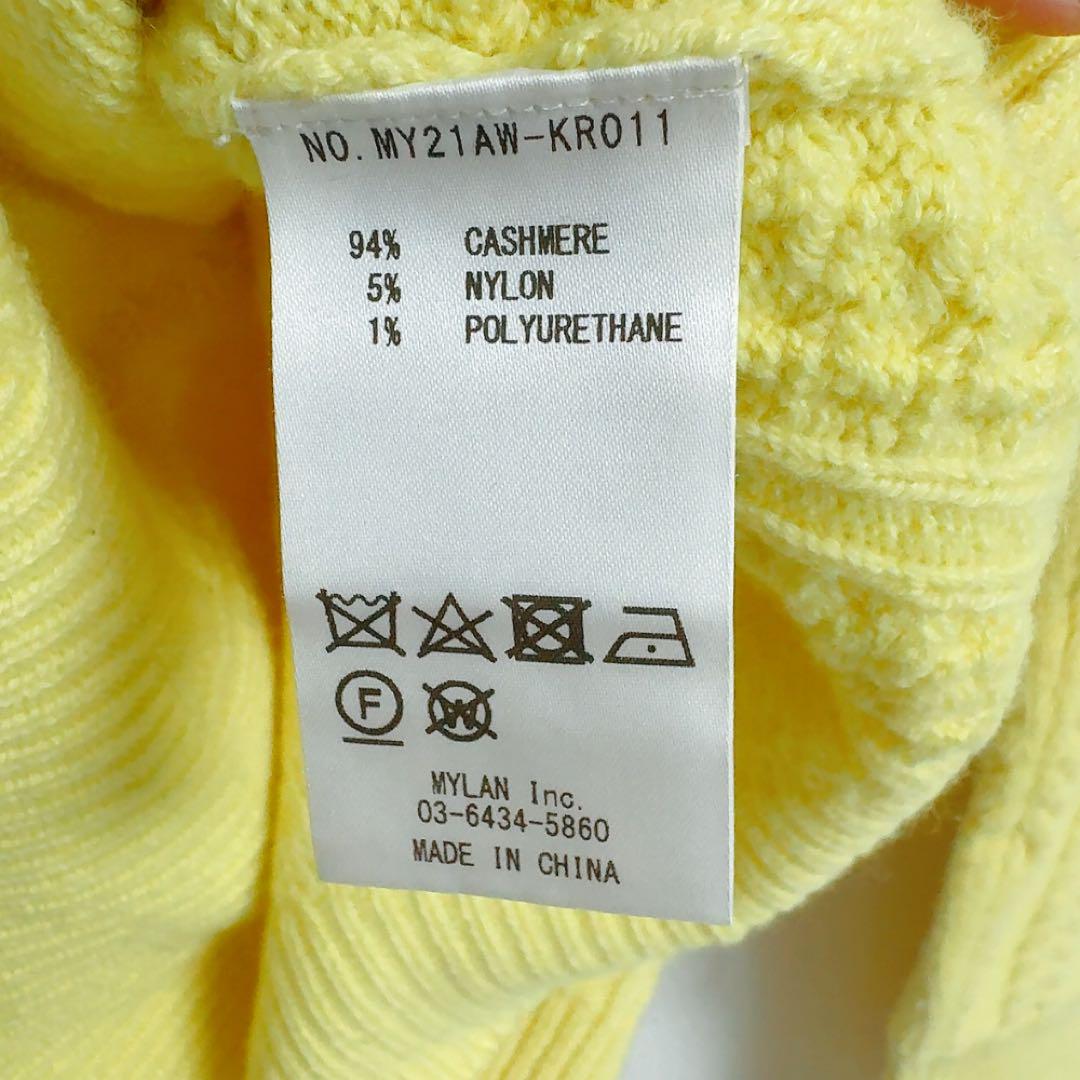 NO. MY21AW-KR011
94% CASHMERE
5% NYLON
1% POLYURETHANE
F W
MYLAN Inc.
03-6434-5860
MADE IN CHINA